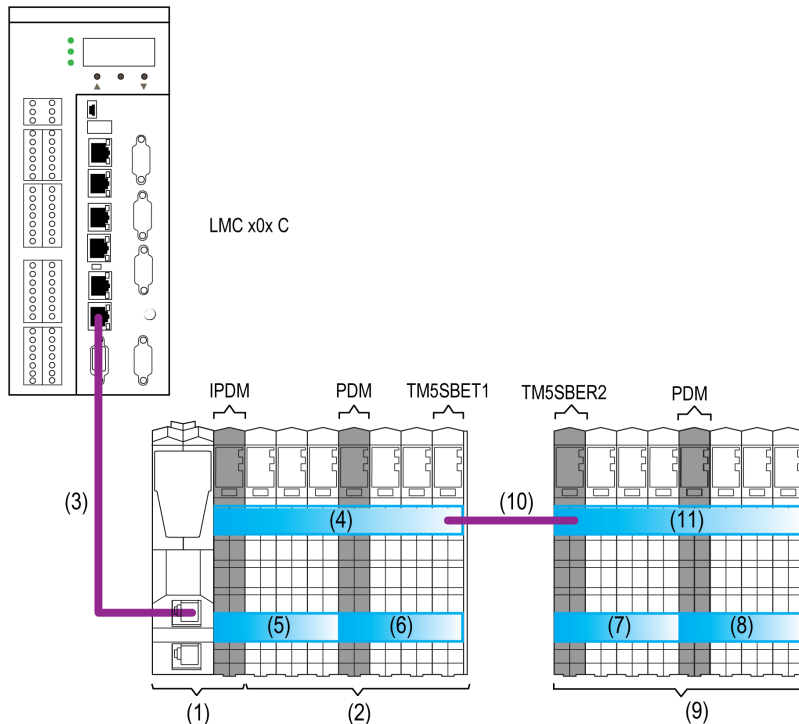 LMC x0x C
IPDM
PDM
TM5SBET1
TM5SBER2
PDM
(3)
(4)
(10)
(11)
(5)
(6)
(7)
(8)
(1)
(2)
(9)